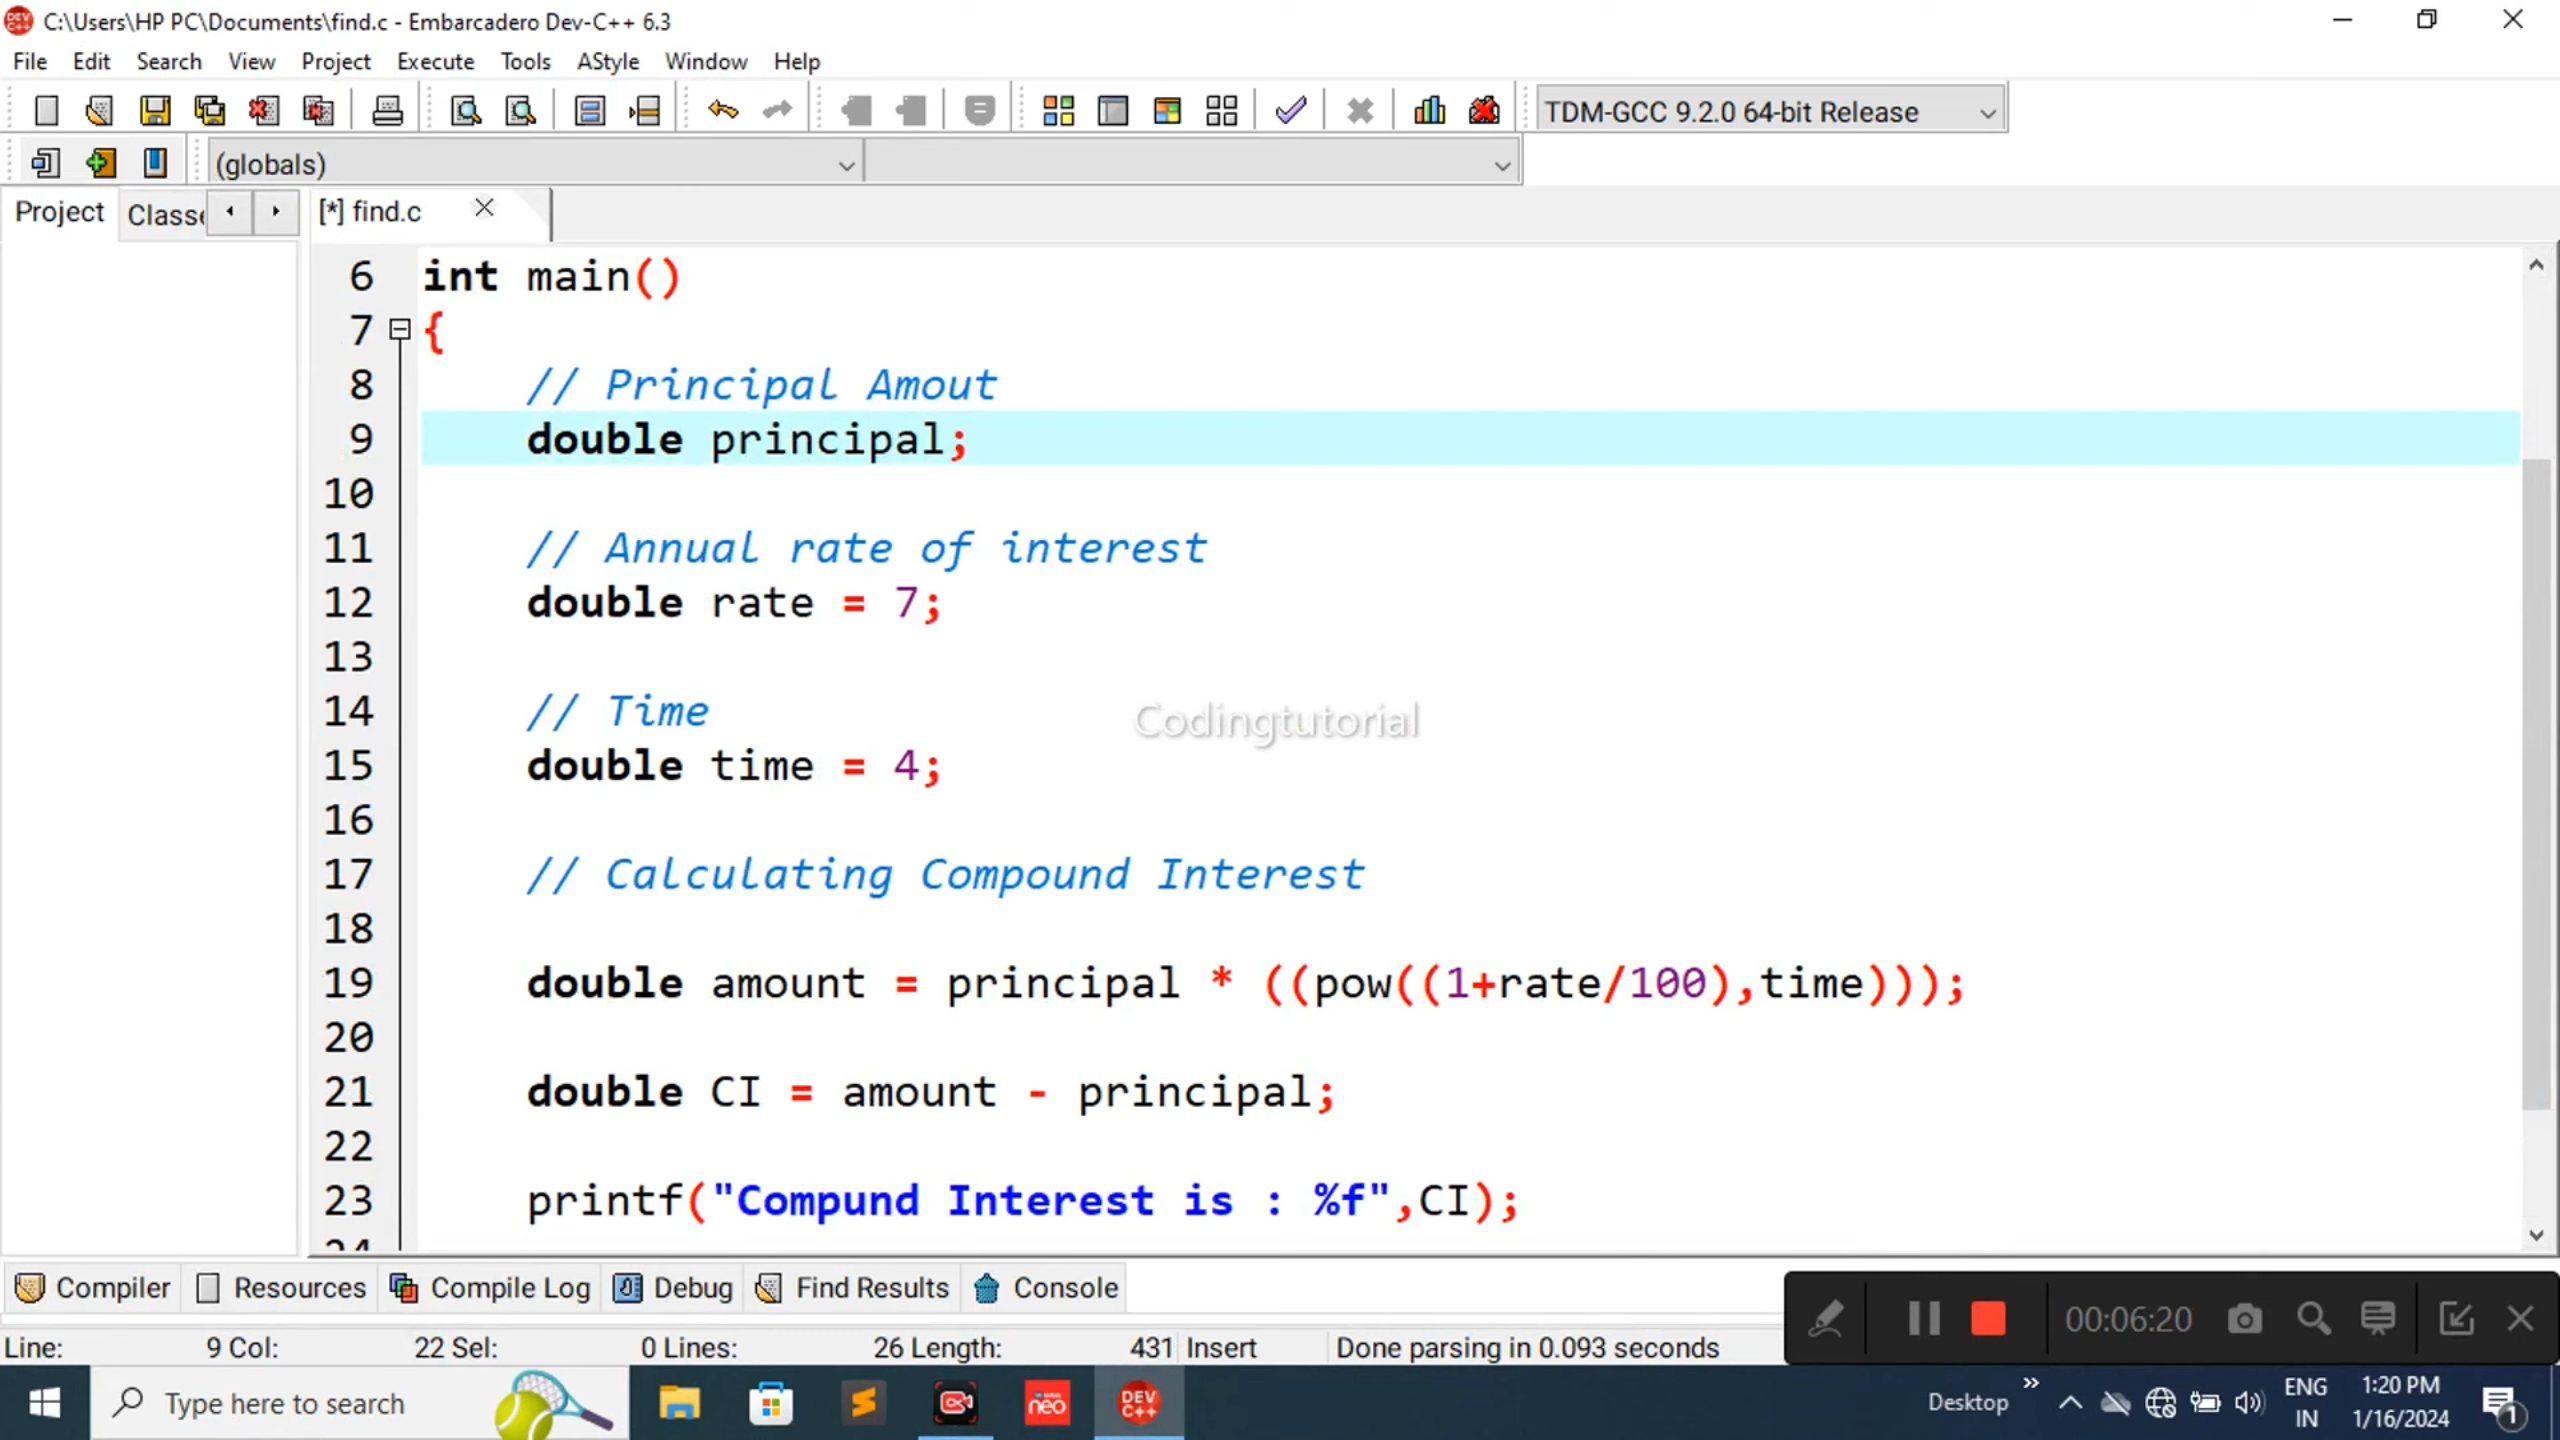 C:\Users\HP PC\Documents\find.c - Embarcadero Dev-C++ 6.3
File Edit Search View Project Execute Tools AStyle Window Help
TDM-GCC 9.2.0 64-bit Release
(globals)
Project Classe [*] find.c
6 int main()
7 {
8 // Principal Amout
9 double principal;
10
11 // Annual rate of interest
12 double rate = 7;
13
14 // Time
Codingtutorial
15 double time = 4;
16
17 // Calculating Compound Interest
18
19 double amount = principal * ((pow((1+rate/100),time)));
20
21 double CI = amount - principal;
22
23 printf("Compund Interest is : %f",CI);
24
Compiler Resources Compile Log Debug Find Results Console
00:06:20
Line: 9 Col: 22 Sel: 0 Lines: 26 Length: 431 Insert Done parsing in 0.093 seconds
Type here to search
neo
DEV C++
Desktop
ENG
IN
1:20 PM
1/16/2024
1